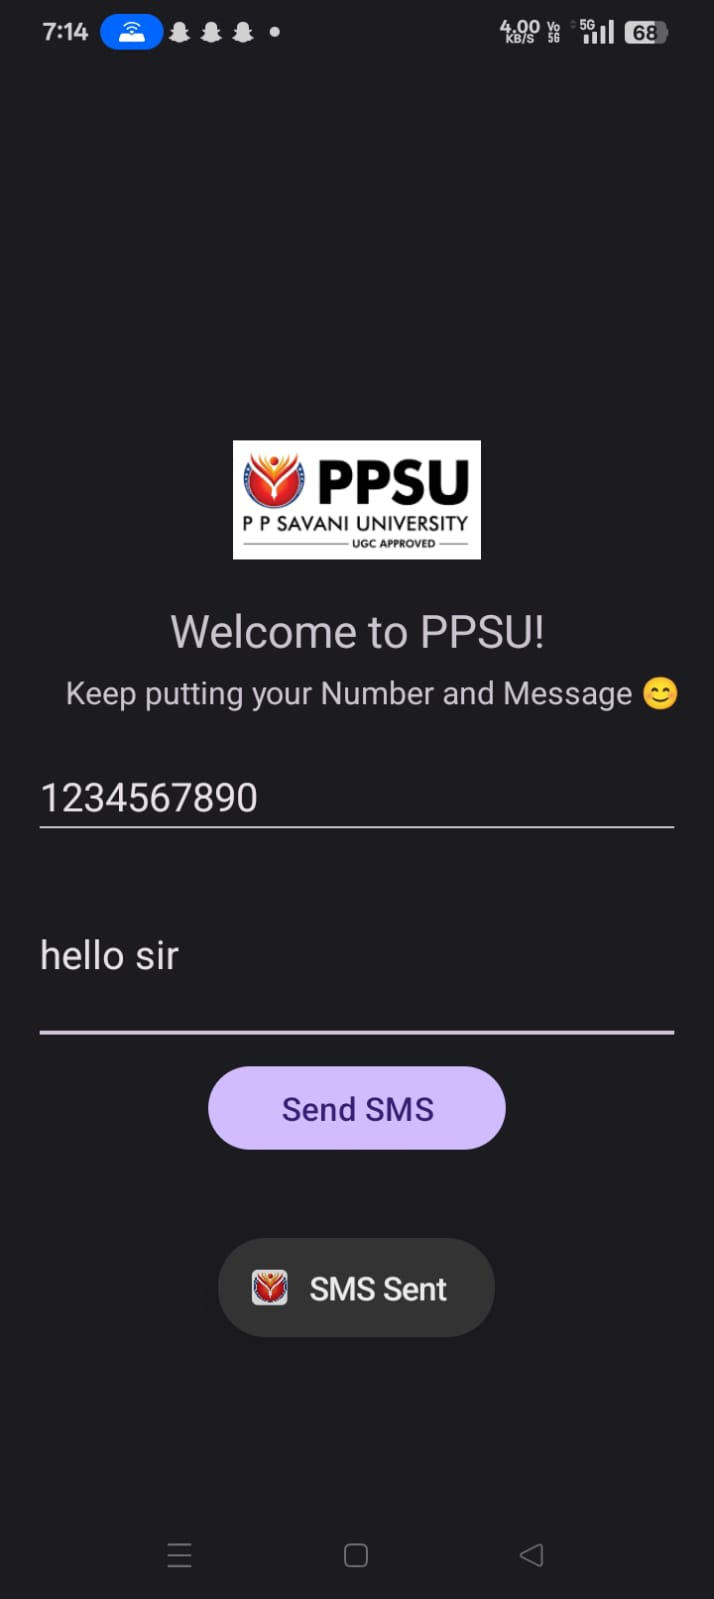 7:14
4.00 KB/S Vo 5G 5G 68
PPSU
P P SAVANI UNIVERSITY
UGC APPROVED
Welcome to PPSU!
Keep putting your Number and Message 😊
1234567890
hello sir
Send SMS
SMS Sent